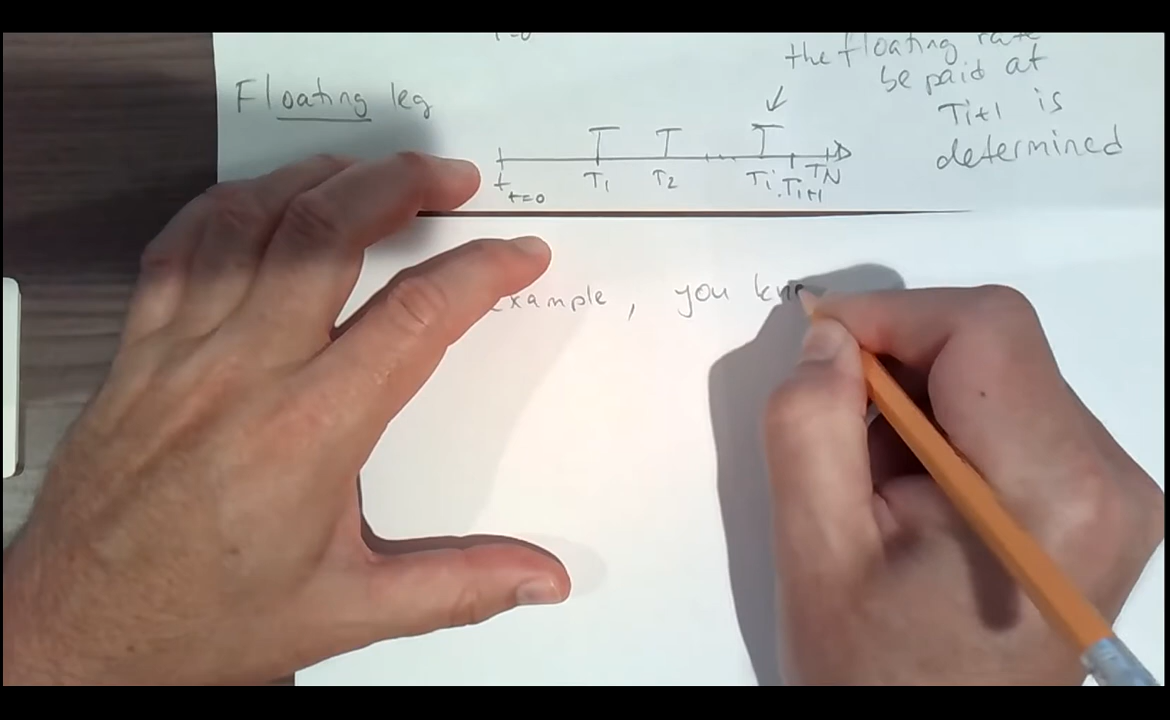 the floating rate
be paid at
Ti+1 is
determined
Floating leg
t T1 T2 Ti Ti+1 TN
t=0
Example, you kno